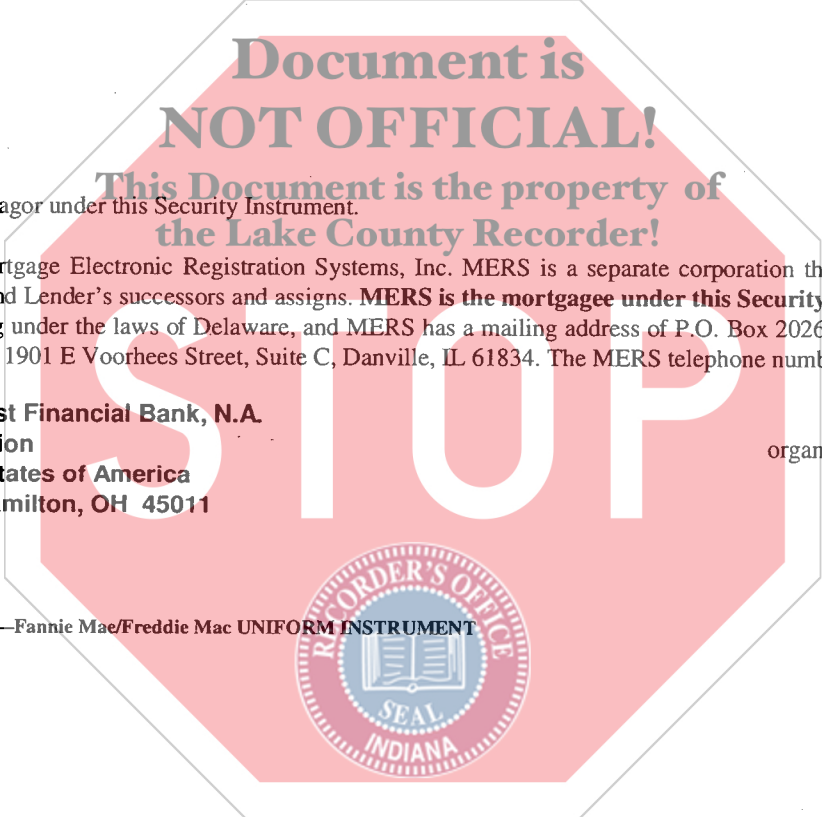 Document is
NOT OFFICIAL!
This Document is the property of
agor under this Security Instrument.
the Lake County Recorder!
rtgage Electronic Registration Systems, Inc. MERS is a separate corporation th
d Lender's successors and assigns. MERS is the mortgagee under this Security
under the laws of Delaware, and MERS has a mailing address of P.O. Box 2026
1901 E Voorhees Street, Suite C, Danville, IL 61834. The MERS telephone numb
STOP
st Financial Bank, N.A.
ion
organ
tates of America
milton, OH 45011
—Fannie Mae/Freddie Mac UNIFORM INSTRUMENT
RECORDER'S OFFICE
SEAL
INDIANA